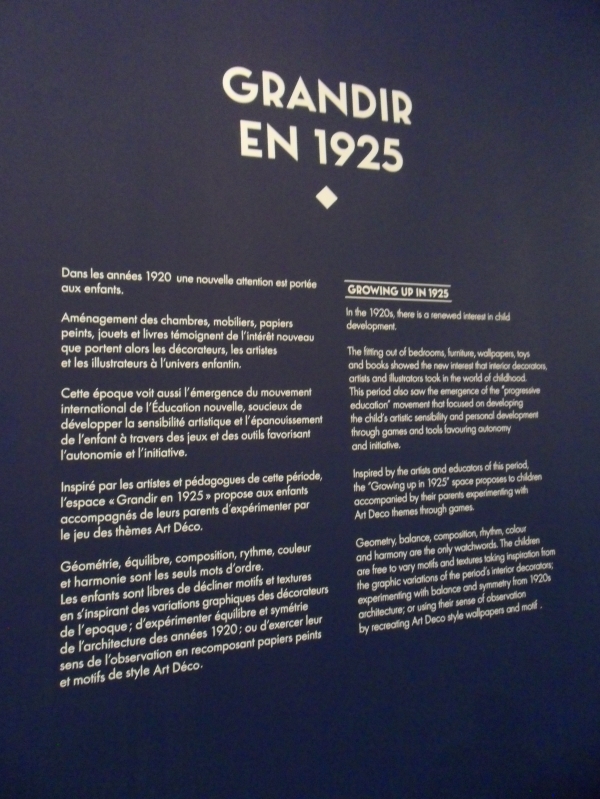 GRANDIR
EN 1925
Dans les années 1920 une nouvelle attention est portée
aux enfants.
Aménagement des chambres, mobiliers, papiers
peints, jouets et livres témoignent de l'intérêt nouveau
que portent alors les décorateurs, les artistes
et les illustrateurs à l'univers enfantin.
Cette époque voit aussi l'émergence du mouvement
international de l'Éducation nouvelle, soucieux de
développer la sensibilité artistique et l'épanouissement
de l'enfant à travers des jeux et des outils favorisant
l'autonomie et l'initiative.
Inspiré par les artistes et pédagogues de cette période,
l'espace « Grandir en 1925 » propose aux enfants
accompagnés de leurs parents d'expérimenter par
le jeu des thèmes Art Déco.
Géométrie, équilibre, composition, rythme, couleur
et harmonie sont les seuls mots d'ordre.
Les enfants sont libres de décliner motifs et textures
en s'inspirant des variations graphiques des décorateurs
de l'epoque ; d'expérimenter équilibre et symétrie
de l'architecture des années 1920 ; ou d'exercer leur
sens de l'observation en recomposant papiers peints
et motifs de style Art Déco.
GROWING UP IN 1925
In the 1920s, there is a renewed interest in child
development.
The fitting out of bedrooms, furniture, wallpapers, toys
and books showed the new interest that interior decorators,
artists and illustrators took in the world of childhood.
This period also saw the emergence of the "progressive
education" movement that focused on developing
the child's artistic sensibility and personal development
through games and tools favouring autonomy
and initiative.
Inspired by the artists and educators of this period,
the "Growing up in 1925" space proposes to children
accompanied by their parents experimenting with
Art Deco themes through games.
Geometry, balance, composition, rhythm, colour
and harmony are the only watchwords. The children
are free to vary motifs and textures taking inspiration from
the graphic variations of the period's interior decorators;
experimenting with balance and symmetry from 1920s
architecture; or using their sense of observation
by recreating Art Deco style wallpapers and motif .